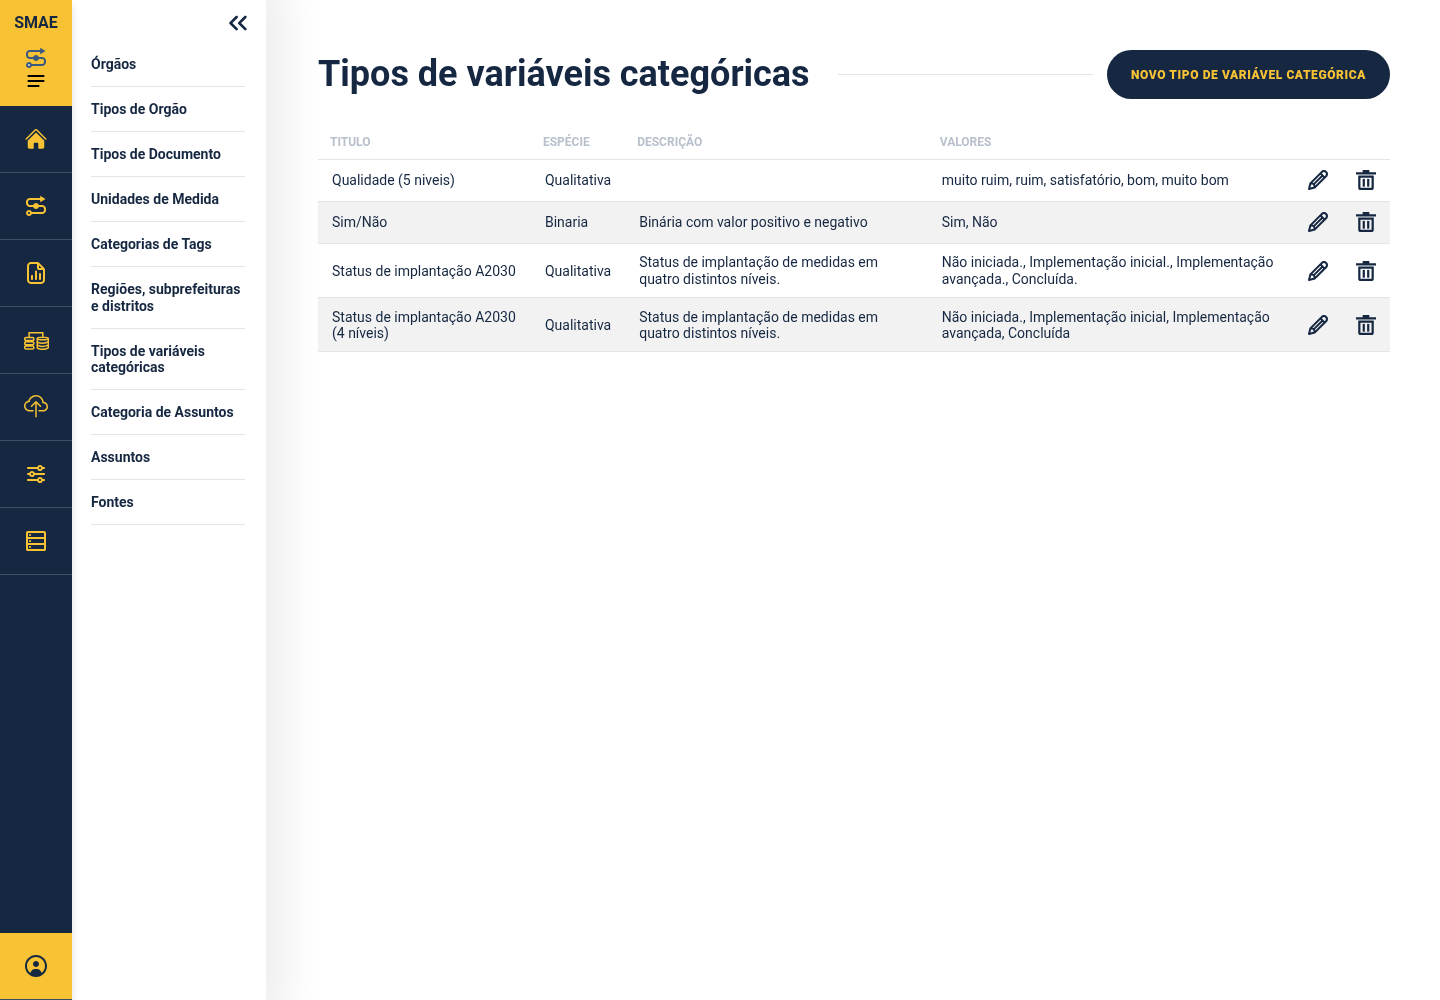 SMAE
Órgãos
Tipos de Orgão
Tipos de Documento
Unidades de Medida
Categorias de Tags
Regiões, subprefeituras
e distritos
Tipos de variáveis
categóricas
Categoria de Assuntos
Assuntos
Fontes
Tipos de variáveis categóricas
NOVO TIPO DE VARIÁVEL CATEGÓRICA
TITULO ESPÉCIE DESCRIÇÃO VALORES
Qualidade (5 niveis) Qualitativa muito ruim, ruim, satisfatório, bom, muito bom
Sim/Não Binaria Binária com valor positivo e negativo Sim, Não
Status de implantação A2030 Qualitativa Status de implantação de medidas em
quatro distintos níveis. Não iniciada., Implementação inicial., Implementação
avançada., Concluída.
Status de implantação A2030
(4 níveis) Qualitativa Status de implantação de medidas em
quatro distintos níveis. Não iniciada., Implementação inicial, Implementação
avançada, Concluída